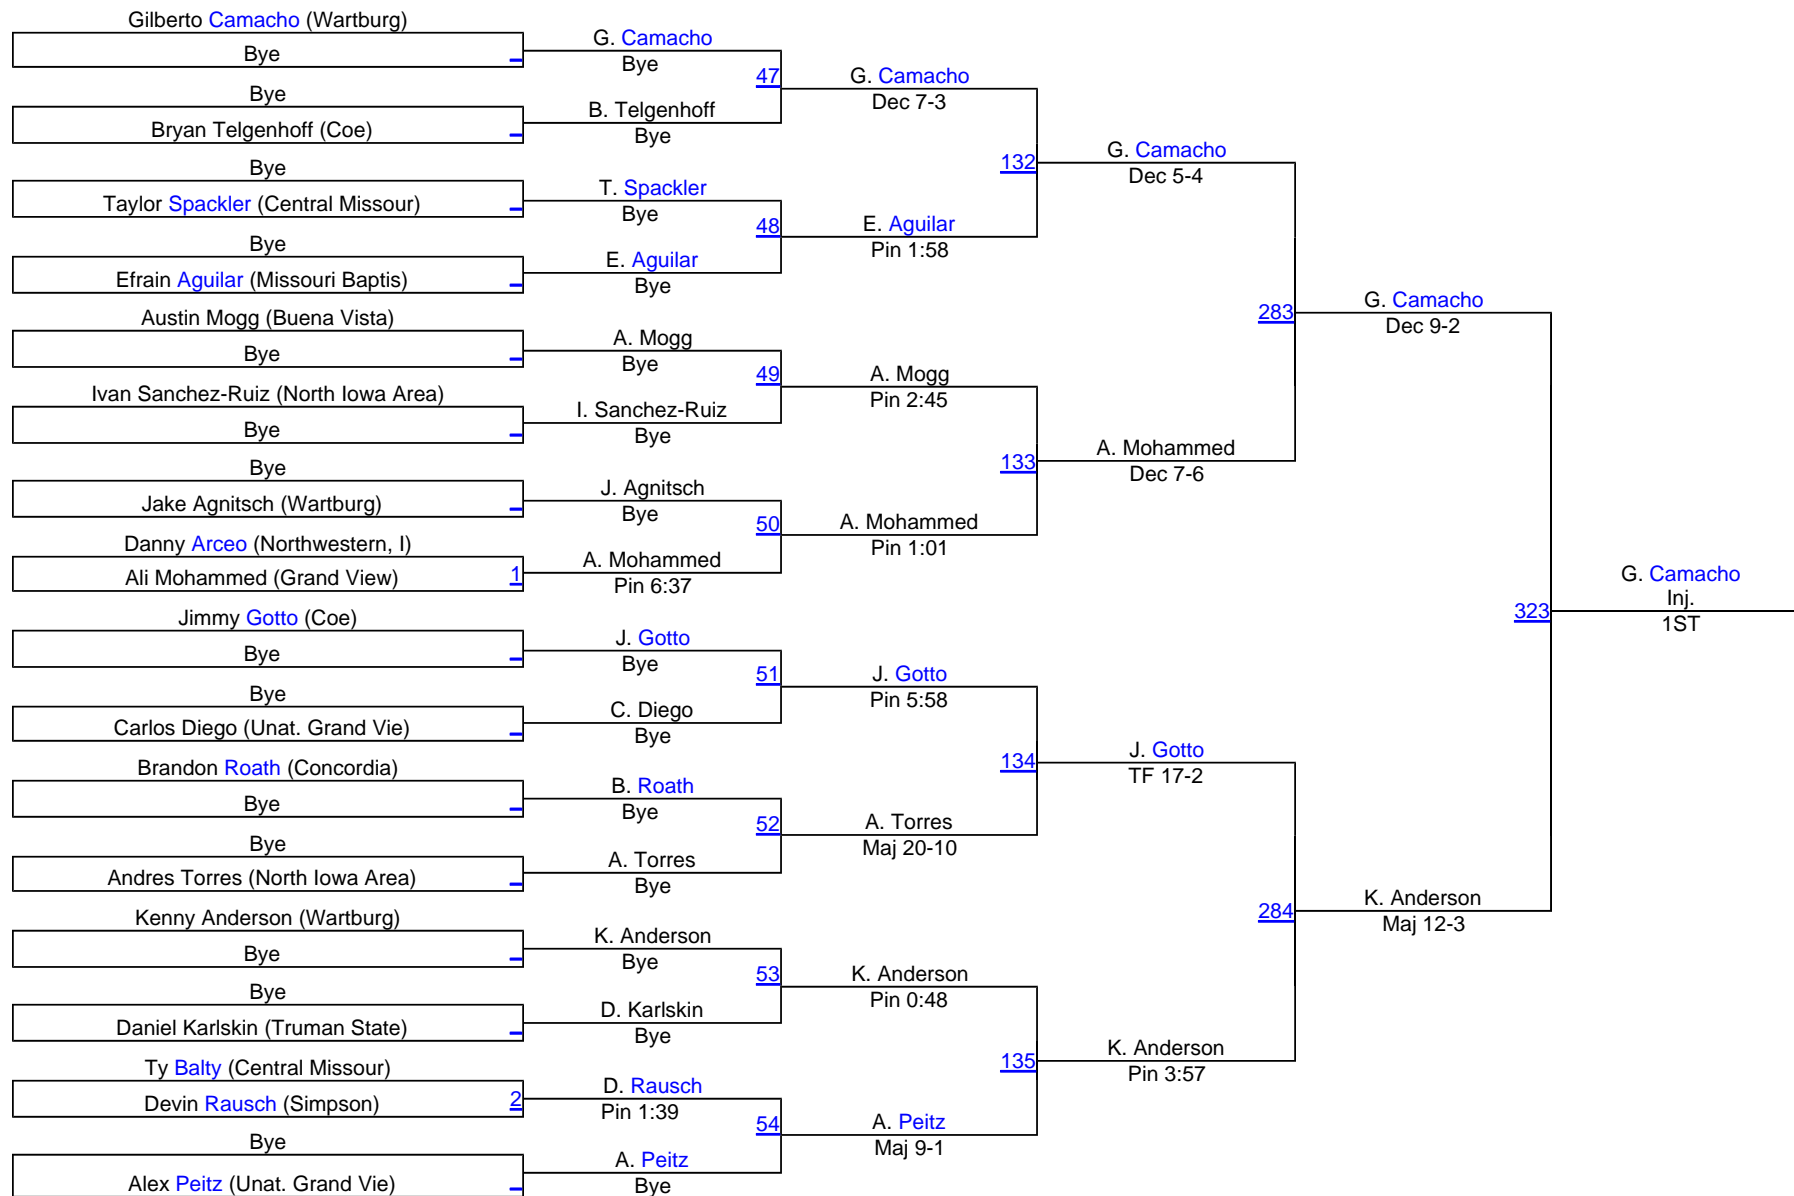 Gilberto Camacho (Wartburg)
Bye
Bye
Bryan Telgenhoff (Coe)
Bye
Taylor Spackler (Central Missour)
Bye
Efrain Aguilar (Missouri Baptis)
Austin Mogg (Buena Vista)
Bye
Ivan Sanchez-Ruiz (North Iowa Area)
Bye
Bye
Jake Agnitsch (Wartburg)
Danny Arceo (Northwestern, I)
Ali Mohammed (Grand View) 1
Jimmy Gotto (Coe)
Bye
Bye
Carlos Diego (Unat. Grand Vie)
Brandon Roath (Concordia)
Bye
Bye
Andres Torres (North Iowa Area)
Kenny Anderson (Wartburg)
Bye
Bye
Daniel Karlskin (Truman State)
Ty Balty (Central Missour)
Devin Rausch (Simpson) 2
Bye
Alex Peitz (Unat. Grand Vie)
G. Camacho
Bye
47
B. Telgenhoff
Bye
T. Spackler
Bye
48
E. Aguilar
Bye
A. Mogg
Bye
49
I. Sanchez-Ruiz
Bye
J. Agnitsch
Bye
50
A. Mohammed
Pin 6:37
J. Gotto
Bye
51
C. Diego
Bye
B. Roath
Bye
52
A. Torres
Bye
K. Anderson
Bye
53
D. Karlskin
Bye
D. Rausch
Pin 1:39
54
A. Peitz
Bye
G. Camacho
Dec 7-3
132
E. Aguilar
Pin 1:58
A. Mogg
Pin 2:45
133
A. Mohammed
Pin 1:01
J. Gotto
Pin 5:58
134
A. Torres
Maj 20-10
K. Anderson
Pin 0:48
135
A. Peitz
Maj 9-1
G. Camacho
Dec 5-4
283
A. Mohammed
Dec 7-6
J. Gotto
TF 17-2
284
K. Anderson
Pin 3:57
G. Camacho
Dec 9-2
323
K. Anderson
Maj 12-3
G. Camacho
Inj.
1ST